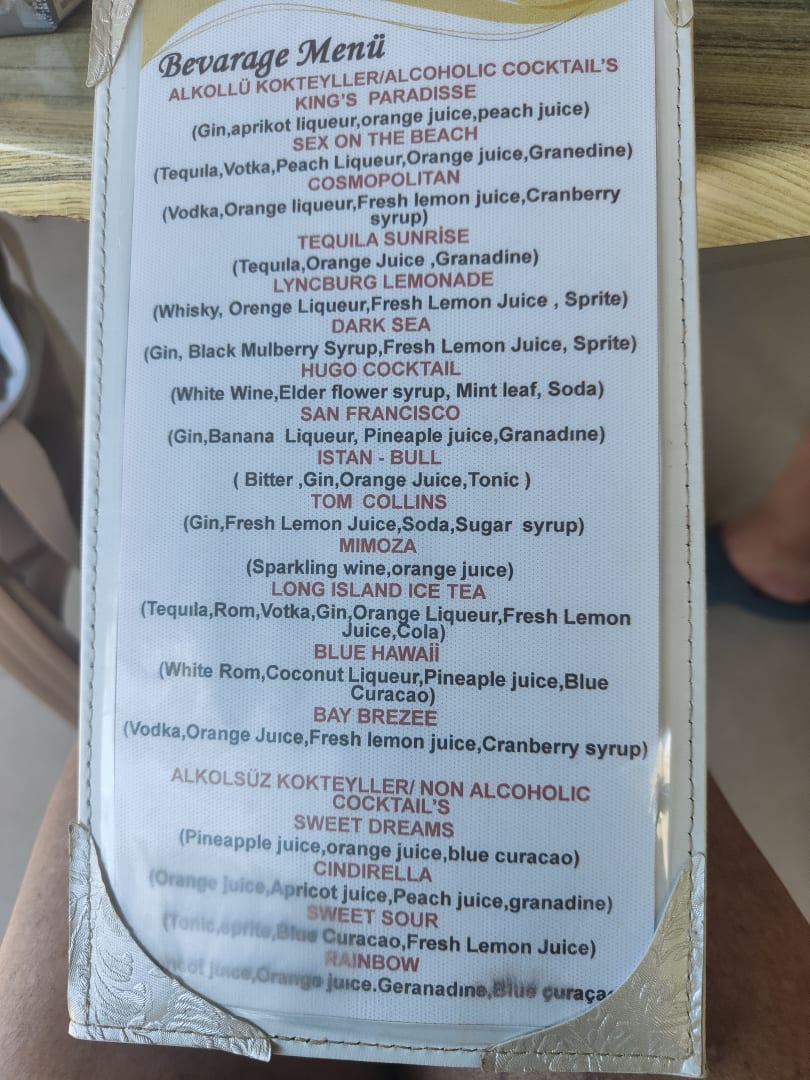 Bevarage Menü
ALKOLLÜ KOKTEYLLER/ALCOHOLIC COCKTAIL'S
KING'S PARADISSE
(Gin,aprikot liqueur,orange juice,peach juice)
SEX ON THE BEACH
(Tequıla,Votka,Peach Liqueur,Orange juice,Granedine)
COSMOPOLITAN
(Vodka,Orange liqueur,Fresh lemon juice,Cranberry
syrup)
TEQUILA SUNRİSE
(Tequıla,Orange Juice ,Granadine)
LYNCBURG LEMONADE
(Whisky, Orenge Liqueur,Fresh Lemon Juice , Sprite)
DARK SEA
(Gin, Black Mulberry Syrup,Fresh Lemon Juice, Sprite)
HUGO COCKTAIL
(White Wine,Elder flower syrup, Mint leaf, Soda)
SAN FRANCISCO
(Gin,Banana Liqueur, Pineaple juice,Granadıne)
ISTAN - BULL
( Bitter ,Gin,Orange Juice,Tonic )
TOM COLLINS
(Gin,Fresh Lemon Juice,Soda,Sugar syrup)
MIMOZA
(Sparkling wine,orange juıce)
LONG ISLAND ICE TEA
(Tequıla,Rom,Votka,Gin,Orange Liqueur,Fresh Lemon
Juice,Cola)
BLUE HAWAİİ
(White Rom,Coconut Liqueur,Pineaple juice,Blue
Curacao)
BAY BREZEE
(Vodka,Orange Juıce,Fresh lemon juice,Cranberry syrup)
ALKOLSÜZ KOKTEYLLER/ NON ALCOHOLIC
COCKTAIL'S
SWEET DREAMS
(Pineapple juice,orange juice,blue curacao)
CINDIRELLA
(Orange juice,Apricot juice,Peach juice,granadine)
SWEET SOUR
(Tonic,sprite,Blue Curacao,Fresh Lemon Juice)
RAINBOW
juıce,Orange juıce.Geranadıne,Blue